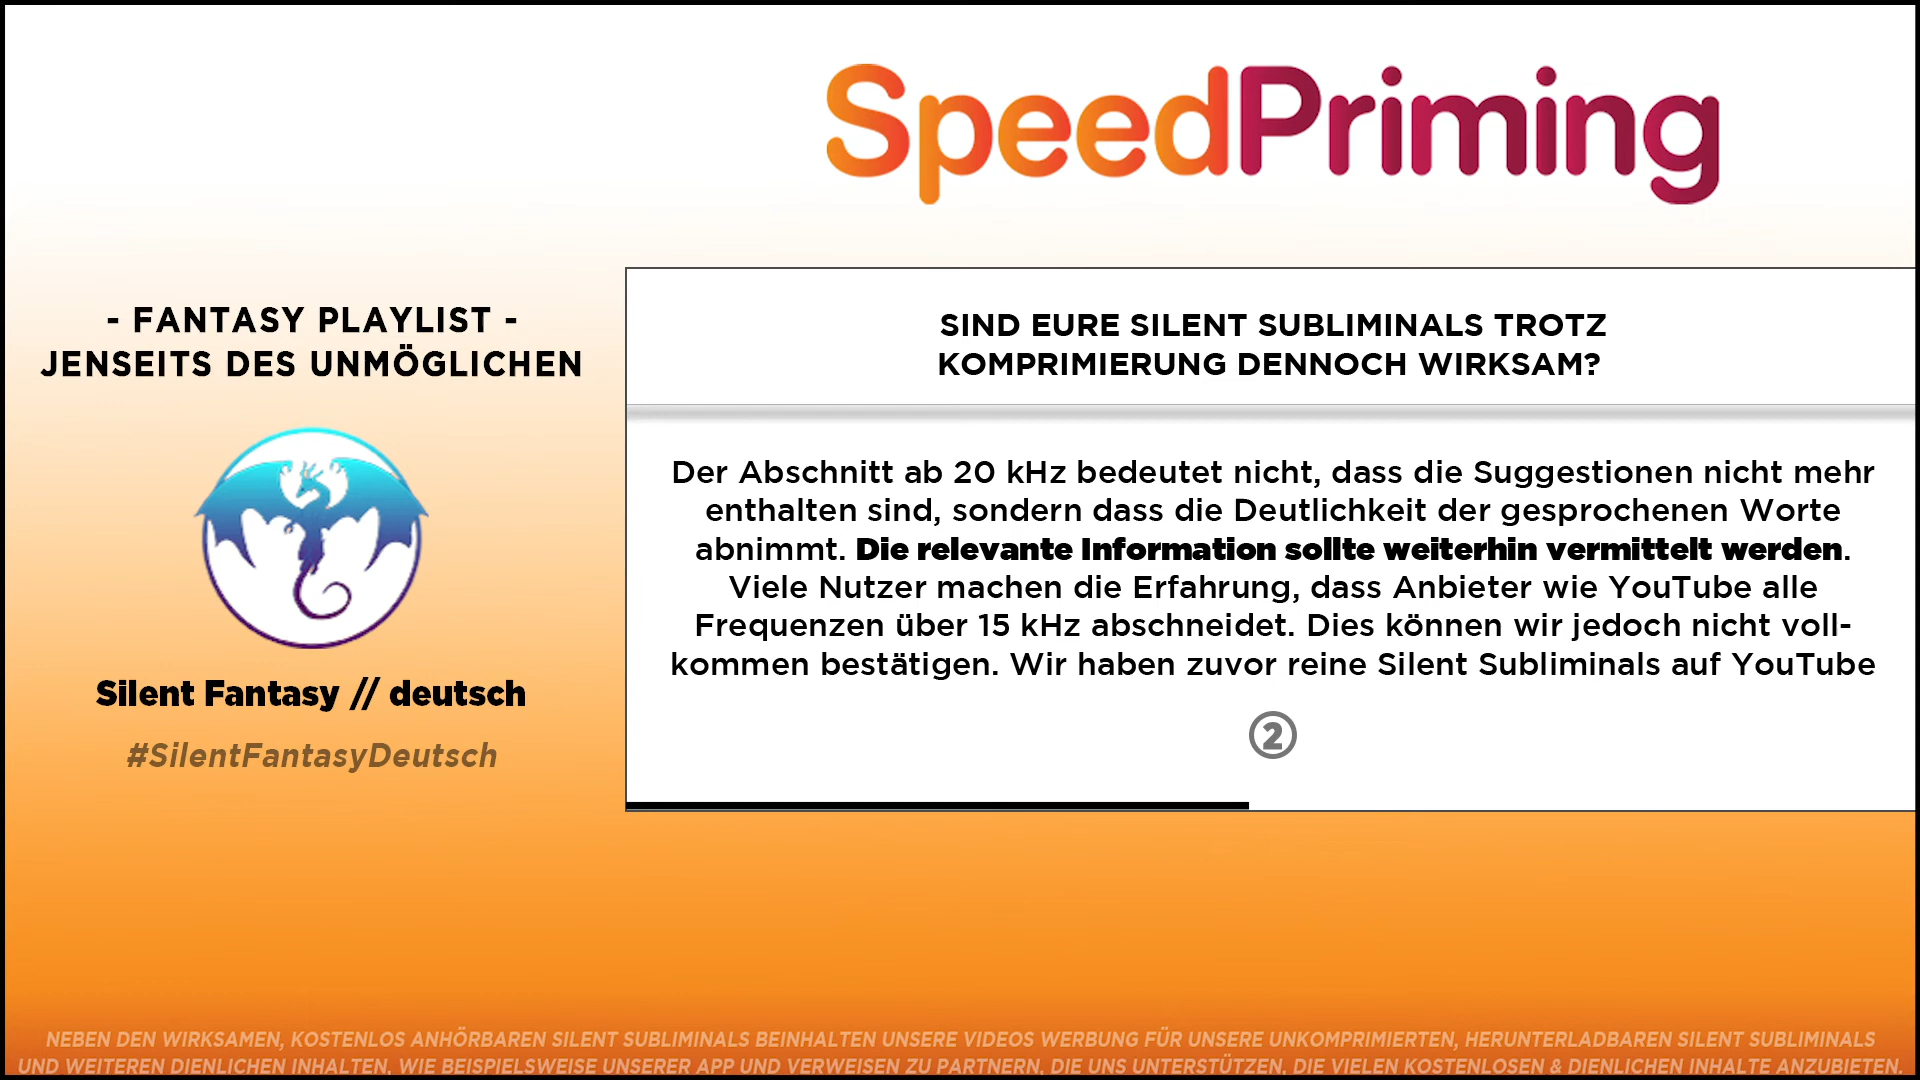 SpeedPriming
- FANTASY PLAYLIST -
JENSEITS DES UNMÖGLICHEN
Silent Fantasy // deutsch
#SilentFantasyDeutsch
SIND EURE SILENT SUBLIMINALS TROTZ
KOMPRIMIERUNG DENNOCH WIRKSAM?
Der Abschnitt ab 20 kHz bedeutet nicht, dass die Suggestionen nicht mehr
enthalten sind, sondern dass die Deutlichkeit der gesprochenen Worte
abnimmt. Die relevante Information sollte weiterhin vermittelt werden.
Viele Nutzer machen die Erfahrung, dass Anbieter wie YouTube alle
Frequenzen über 15 kHz abschneidet. Dies können wir jedoch nicht voll-
kommen bestätigen. Wir haben zuvor reine Silent Subliminals auf YouTube
2
NEBEN DEN WIRKSAMEN, KOSTENLOS ANHÖRBAREN SILENT SUBLIMINALS BEINHALTEN UNSERE VIDEOS WERBUNG FÜR UNSERE UNKOMPRIMIERTEN, HERUNTERLADBAREN SILENT SUBLIMINALS
UND WEITEREN DIENLICHEN INHALTEN, WIE BEISPIELSWEISE UNSERER APP UND VERWEISEN ZU PARTNERN, DIE UNS UNTERSTÜTZEN, DIE VIELEN KOSTENLOSEN & DIENLICHEN INHALTE ANZUBIETEN.